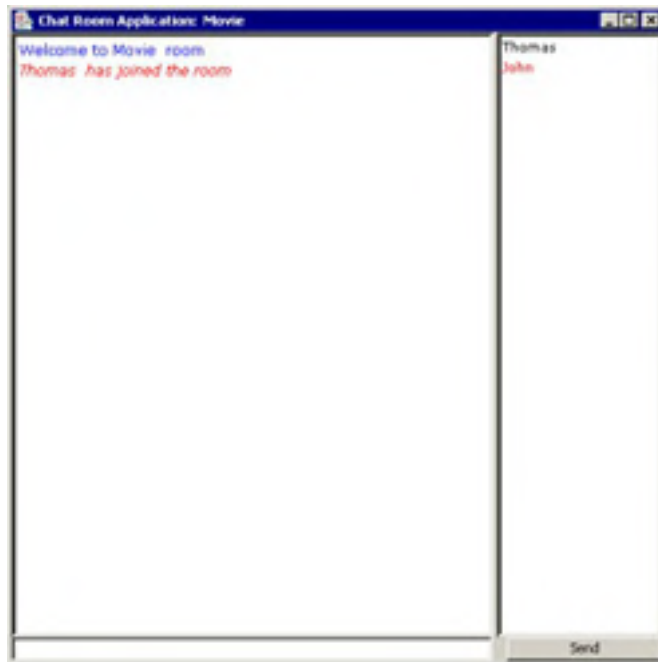 Chat Room Application: Movie
Welcome to Movie room
Thomas has joined the room
Thomas
John
Send